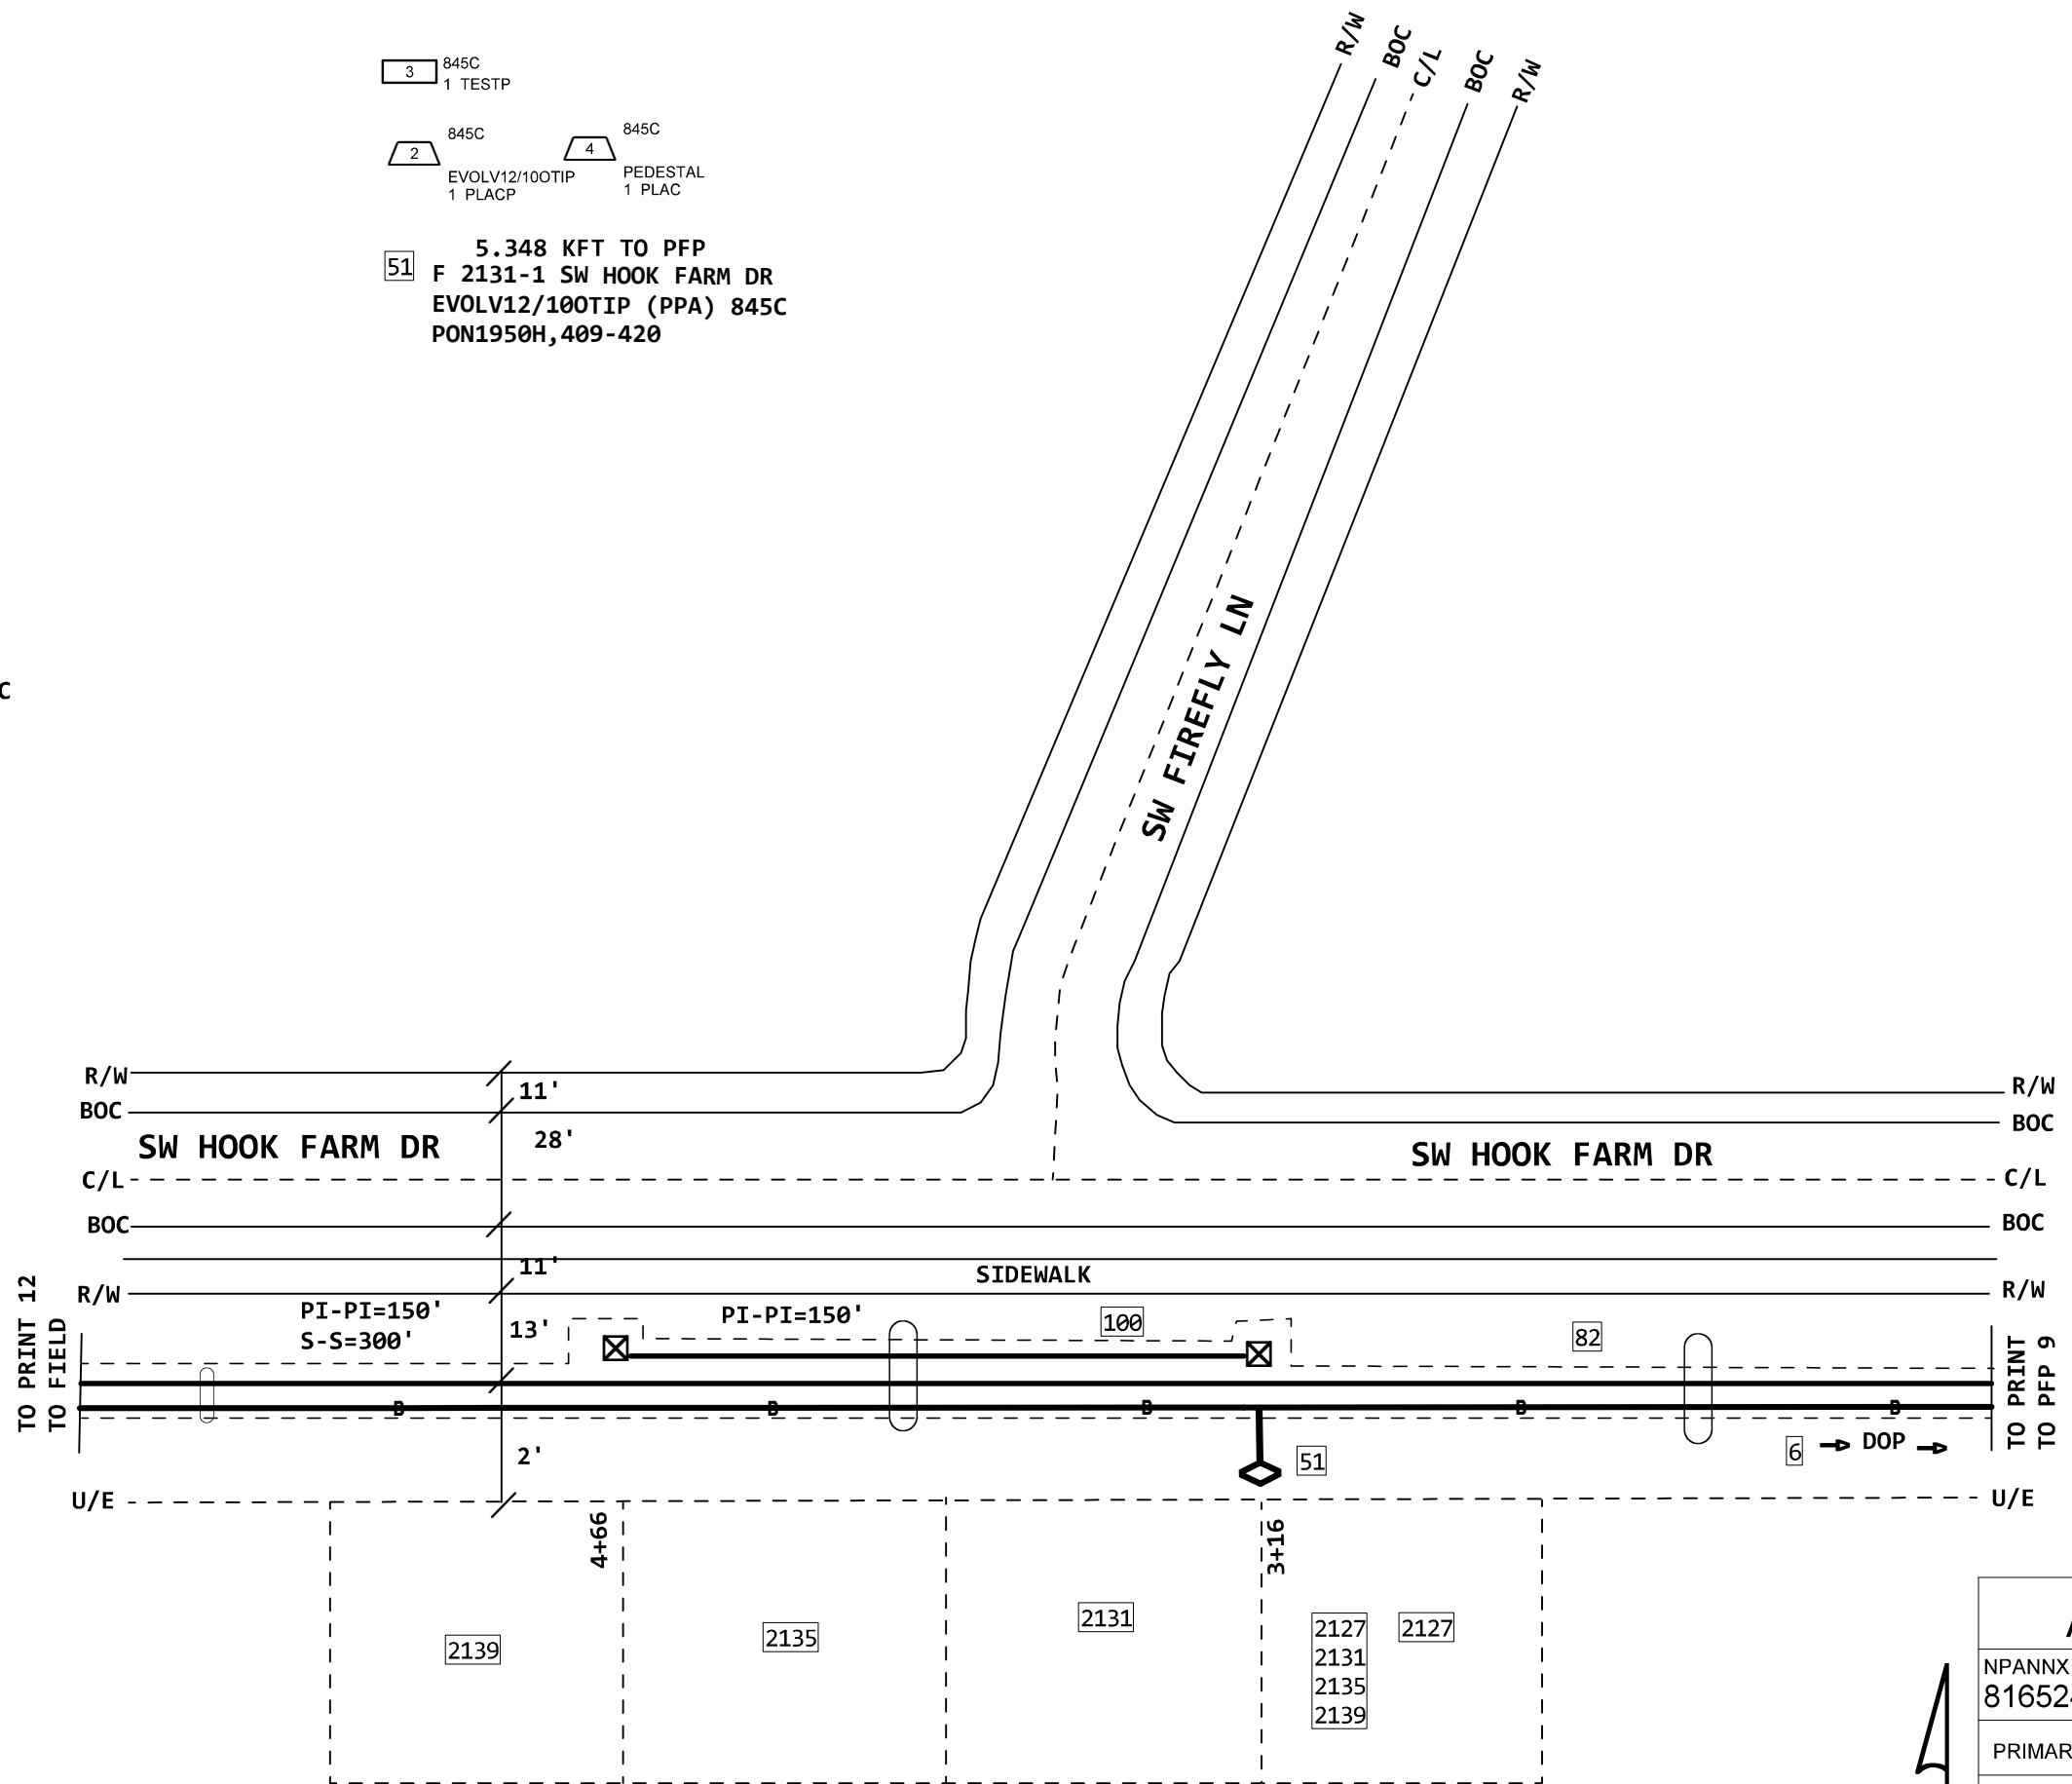 R/W
BOC
C/L
BOC
R/W
3
845C
1 TESTP
2
845C
EVOLV12/10OTIP
1 PLACP
4
845C
PEDESTAL
1 PLAC
51
5.348 KFT TO PFP
F 2131-1 SW HOOK FARM DR
EVOLV12/10OTIP (PPA) 845C
PON1950H,409-420
C
SW FIREFLY LN
R/W
11'
R/W
BOC
BOC
28'
SW HOOK FARM DR
SW HOOK FARM DR
C/L
C/L
BOC
BOC
11'
SIDEWALK
R/W
R/W
TO PRINT 12
TO FIELD
PI-PI=150'
S-S=300'
13'
PI-PI=150'
100
82
B
B
B
B
B
TO PRINT
TO PFP 9
2'
51
6
DOP
U/E
U/E
4+66
3+16
2139
2135
2131
2127
2131
2135
2139
2127
NPANNX
81652
PRIMAR